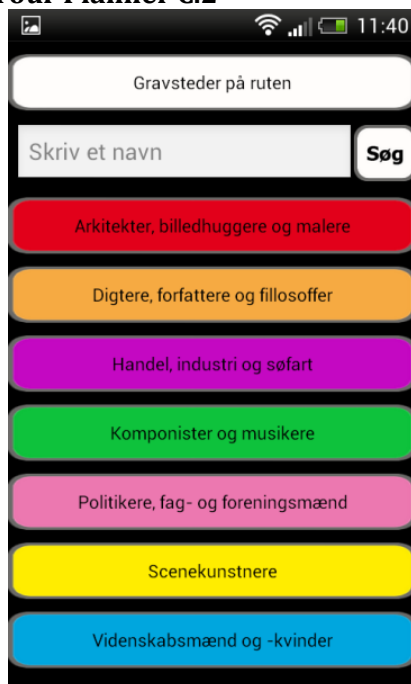 Tour Planner C.2
11:40
Gravsteder på ruten
Skriv et navn
Søg
Arkitekter, billedhuggere og malere
Digtere, forfattere og fillosoffer
Handel, industri og søfart
Komponister og musikere
Politikere, fag- og foreningsmænd
Scenekunstnere
Videnskabsmænd og -kvinder